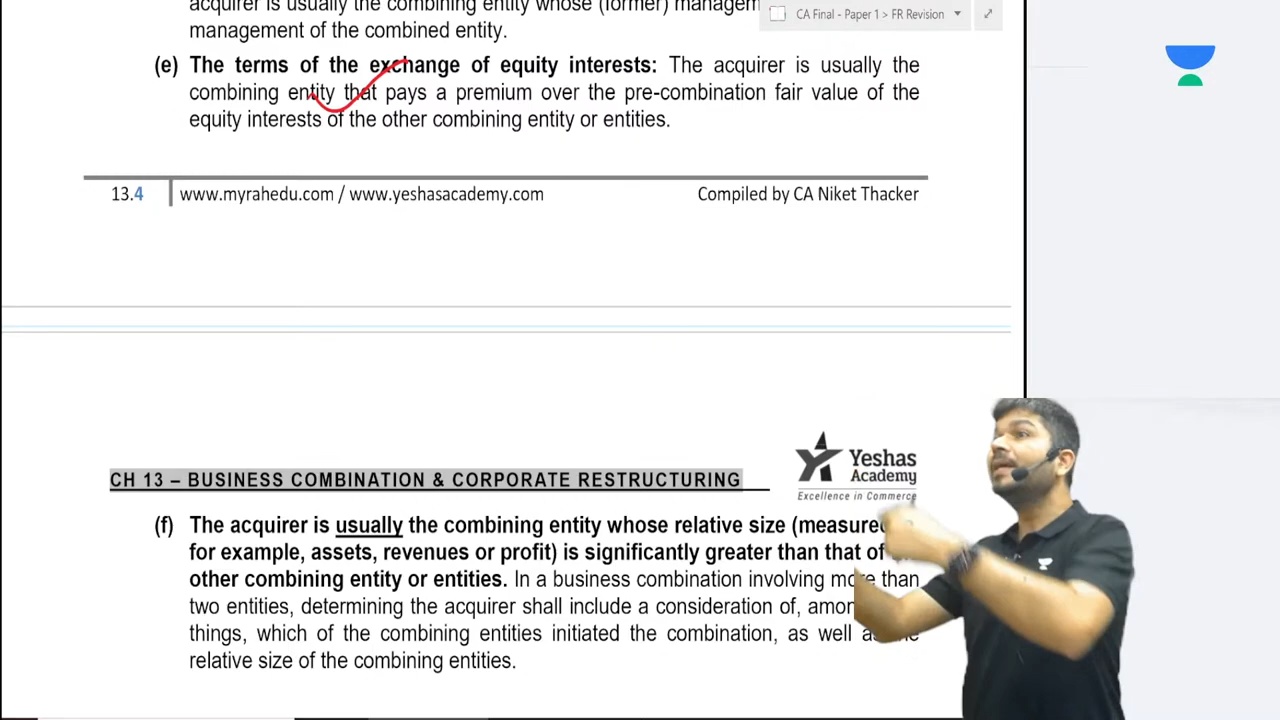 acquirer is usually the combining entity whose (former)
management of the combined entity.
CA Final - Paper 1 > FR Revision
(e) The terms of the exchange of equity interests: The acquirer is usually the
combining entity that pays a premium over the pre-combination fair value of the
equity interests of the other combining entity or entities.
13.4 www.myrahedu.com / www.yeshasacademy.com Compiled by CA Niket Thacker
Yeshas
Academy
Excellence in Commerce
CH 13 – BUSINESS COMBINATION & CORPORATE RESTRUCTURING
(f) The acquirer is usually the combining entity whose relative size (measured
for example, assets, revenues or profit) is significantly greater than that of
other combining entity or entities. In a business combination involving more than
two entities, determining the acquirer shall include a consideration of,
things, which of the combining entities initiated the combination, as well
relative size of the combining entities.